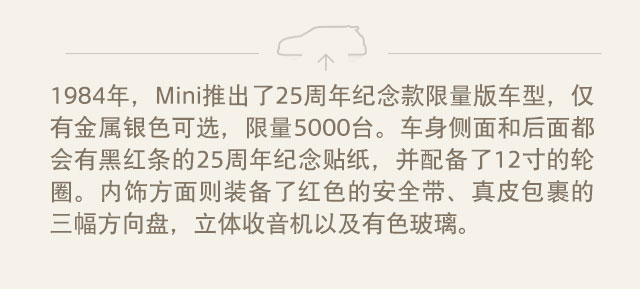 1984年，Mini推出了25周年纪念款限量版车型，仅
有金属银色可选，限量5000台。车身侧面和后面都
会有黑红条的25周年纪念贴纸，并配备了12寸的轮
圈。内饰方面则装备了红色的安全带、真皮包裹的
三幅方向盘，立体收音机以及有色玻璃。